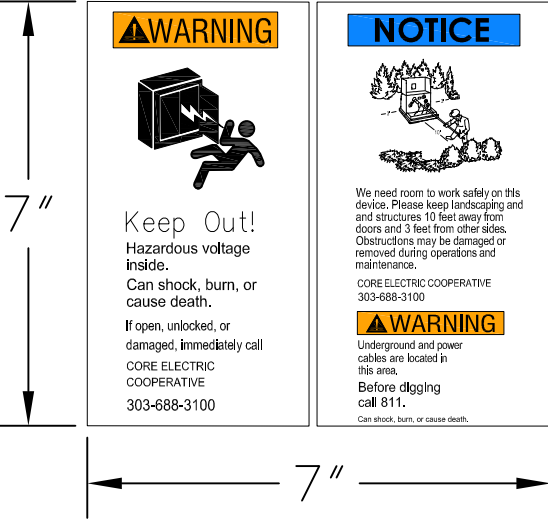 WARNING
Keep Out!
Hazardous voltage
inside.
Can shock, burn, or
cause death.
If open, unlocked, or
damaged, immediately call
CORE ELECTRIC
COOPERATIVE
303-688-3100
NOTICE
We need room to work safely on this
device. Please keep landscaping and
and structures 10 feet away from
doors and 3 feet from other sides.
Obstructions may be damaged or
removed during operations and
maintenance.
CORE ELECTRIC COOPERATIVE
303-688-3100
WARNING
Underground and power
cables are located in
this area.
Before digging
call 811.
Can shock, burn, or cause death.
7"
7"